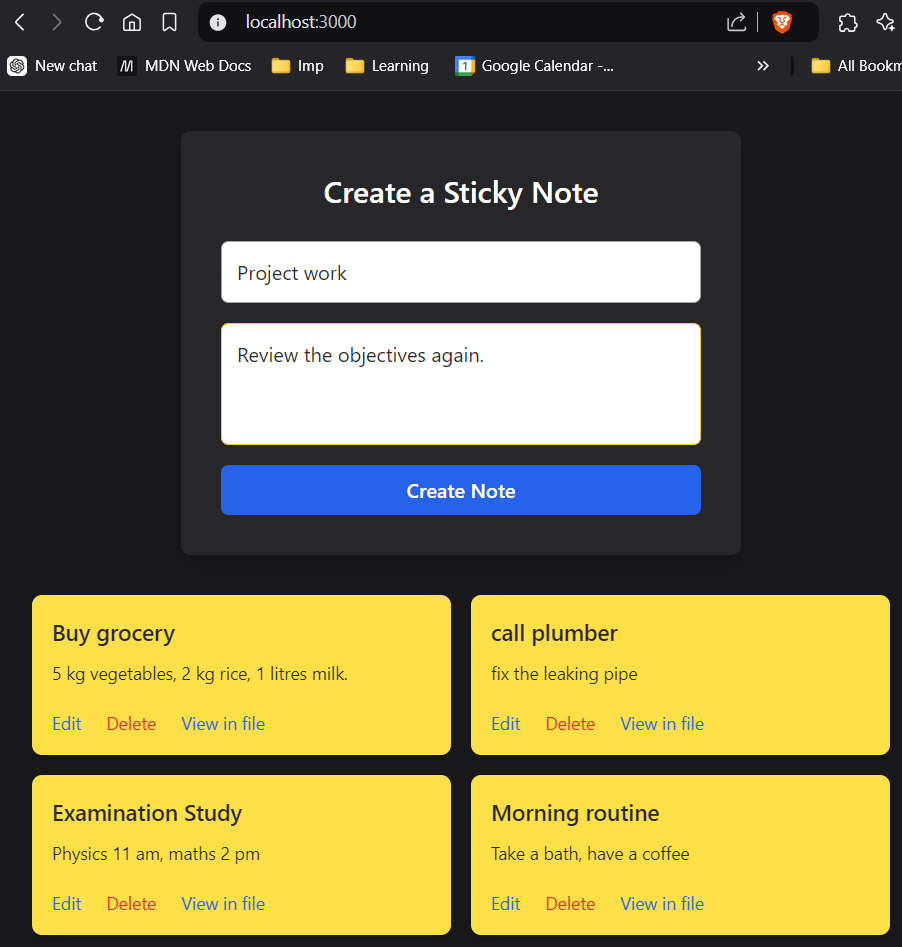 localhost:3000
New chat MDN Web Docs Imp Learning 1 Google Calendar -... » All Bookm
Create a Sticky Note
Project work
Review the objectives again.
Create Note
Buy grocery
5 kg vegetables, 2 kg rice, 1 litres milk.
Edit Delete View in file
call plumber
fix the leaking pipe
Edit Delete View in file
Examination Study
Physics 11 am, maths 2 pm
Edit Delete View in file
Morning routine
Take a bath, have a coffee
Edit Delete View in file